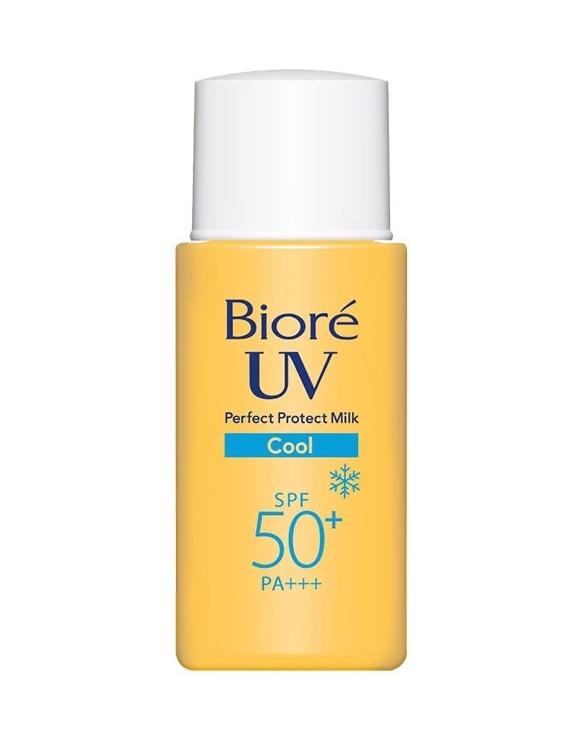 Bioré
UV
Perfect Protect Milk
Cool
SPF
50+
PA+++